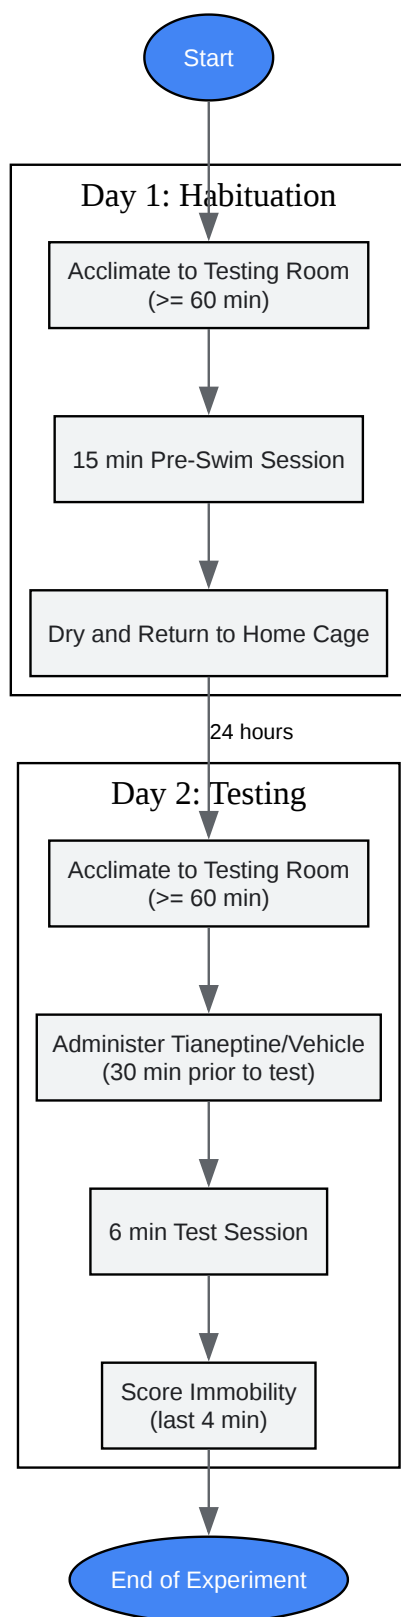 Start
Day 1: Habituation
Acclimate to Testing Room
(>= 60 min)
15 min Pre-Swim Session
Dry and Return to Home Cage
24 hours
Day 2: Testing
Acclimate to Testing Room
(>= 60 min)
Administer Tianeptine/Vehicle
(30 min prior to test)
6 min Test Session
Score Immobility
(last 4 min)
End of Experiment